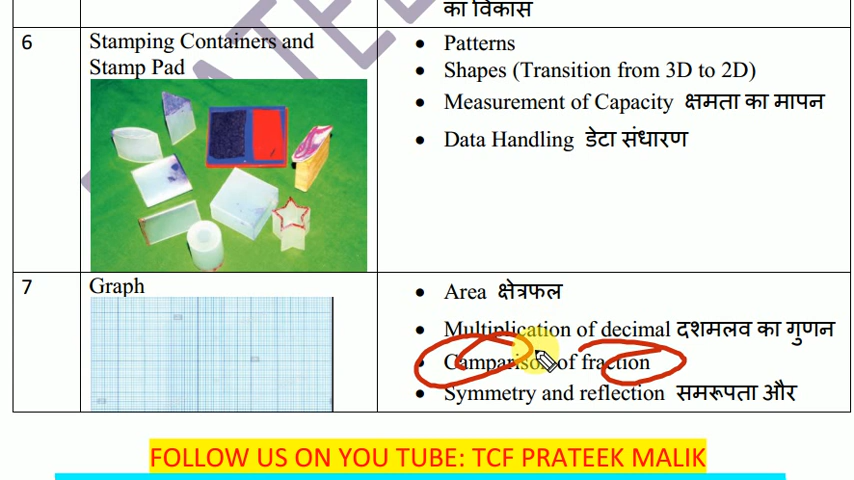 का विकास
6
Stamping Containers and
Stamp Pad
Patterns
Shapes (Transition from 3D to 2D)
Measurement of Capacity क्षमता का मापन
Data Handling डेटा संधारण
7
Graph
Area क्षेत्रफल
Multiplication of decimal दशमलव का गुणन
Camparison of fraction
Symmetry and reflection समरूपता और
FOLLOW US ON YOU TUBE: TCF PRATEEK MALIK